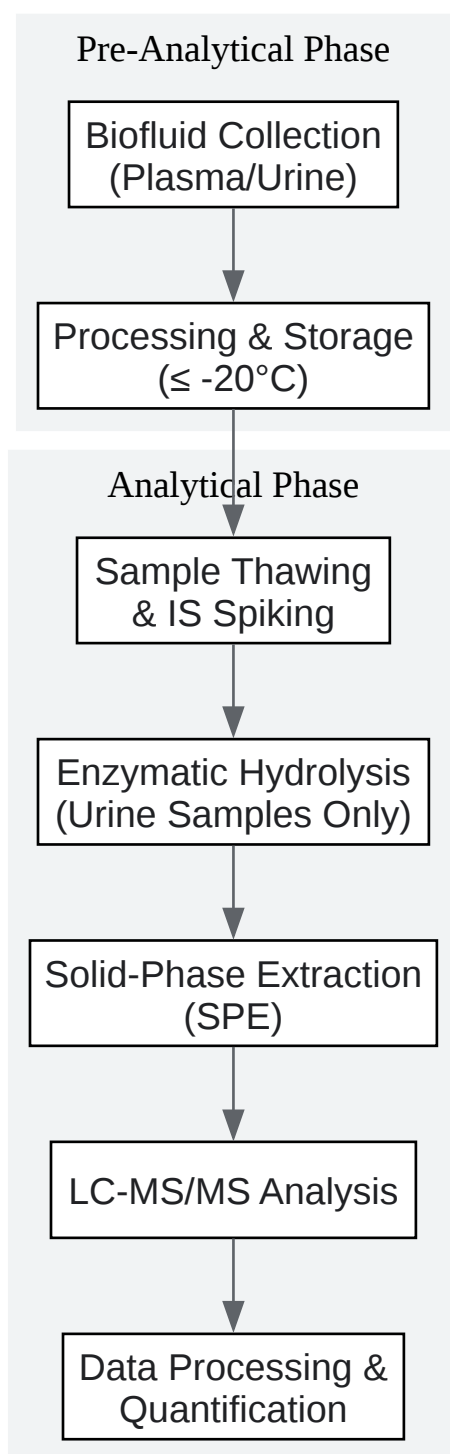 Pre-Analytical Phase
Biofluid Collection
(Plasma/Urine)
Processing & Storage
(≤ -20°C)
Analytical Phase
Sample Thawing
& IS Spiking
Enzymatic Hydrolysis
(Urine Samples Only)
Solid-Phase Extraction
(SPE)
LC-MS/MS Analysis
Data Processing &
Quantification